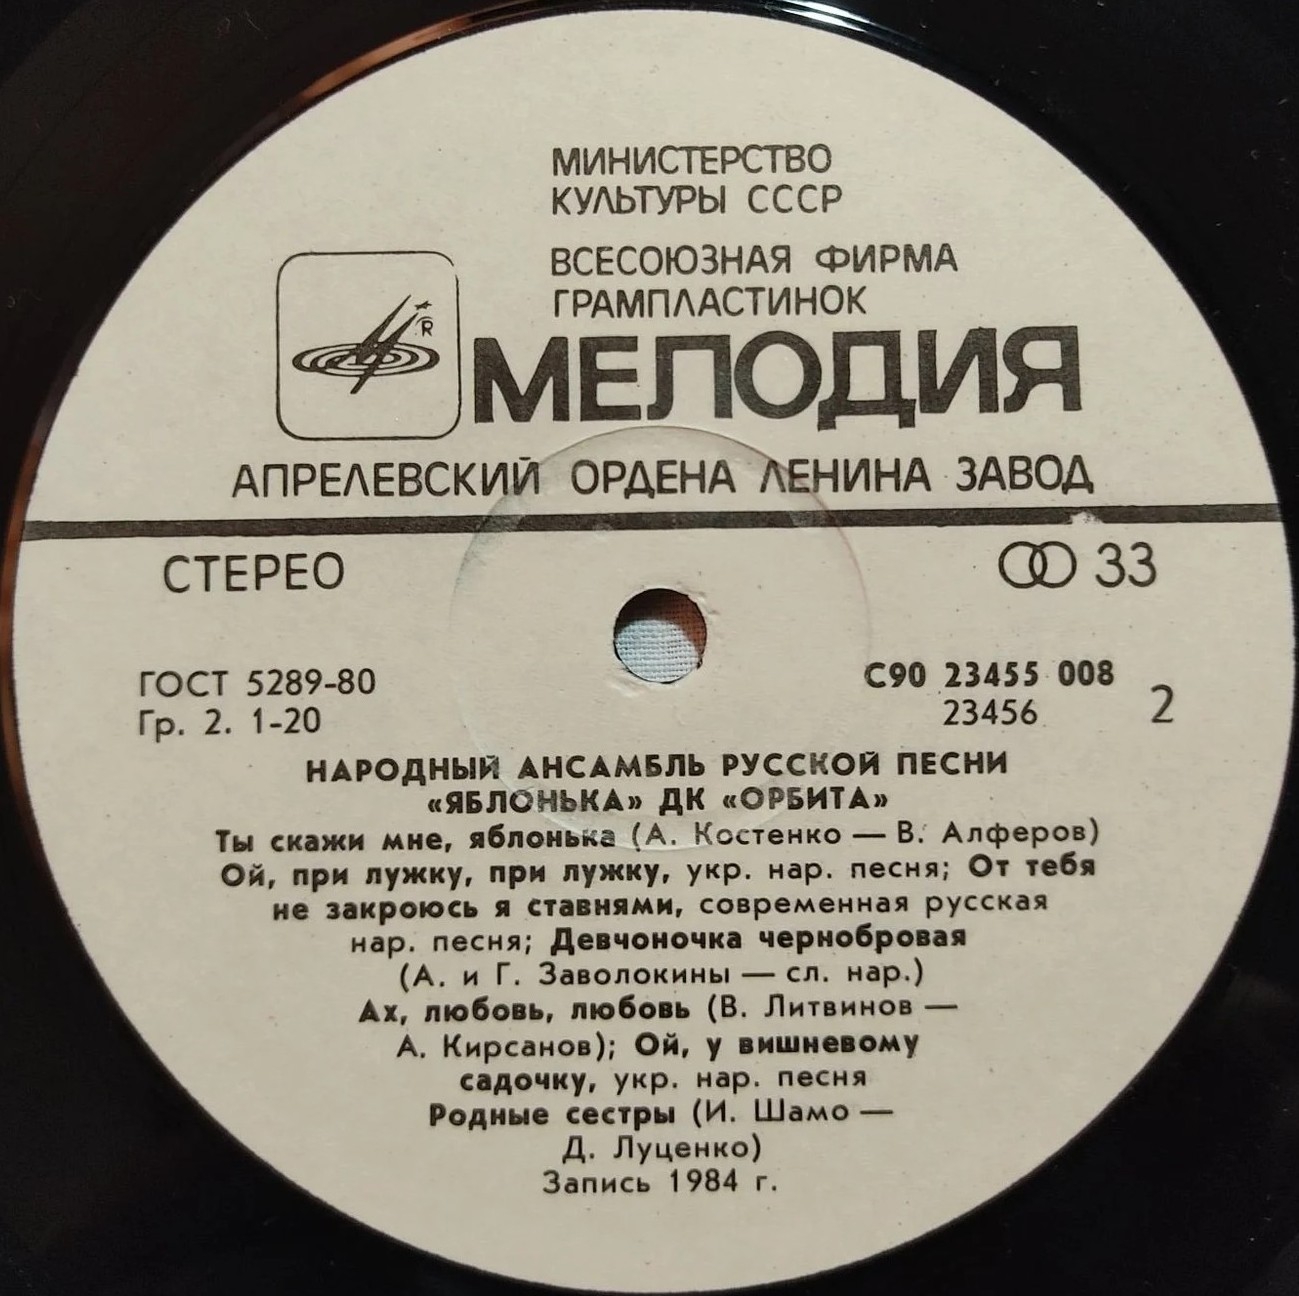 МИНИСТЕРСТВО
КУЛЬТУРЫ СССР
ВСЕСОЮЗНАЯ ФИРМА
ГРАМПЛАСТИНОК
R
МЕЛОДИЯ
АПРЕЛЕВСКИЙ ОРДЕНА ЛЕНИНА ЗАВОД
СТЕРЕО
33
ГОСТ 5289-80
Гр. 2. 1-20
С90 23455 008
23456
2
НАРОДНЫЙ АНСАМБЛЬ РУССКОЙ ПЕСНИ
«ЯБЛОНЬКА» ДК «ОРБИТА»
Ты скажи мне, яблонька (А. Костенко — В. Алферов)
Ой, при лужку, при лужку, укр. нар. песня; От тебя
не закроюсь я ставнями, современная русская
нар. песня; Девчоночка чернобровая
(А. и Г. Заволокины — сл. нар.)
Ах, любовь, любовь (В. Литвинов —
А. Кирсанов); Ой, у вишневому
садочку, укр. нар. песня
Родные сестры (И. Шамо —
Д. Луценко)
Запись 1984 г.